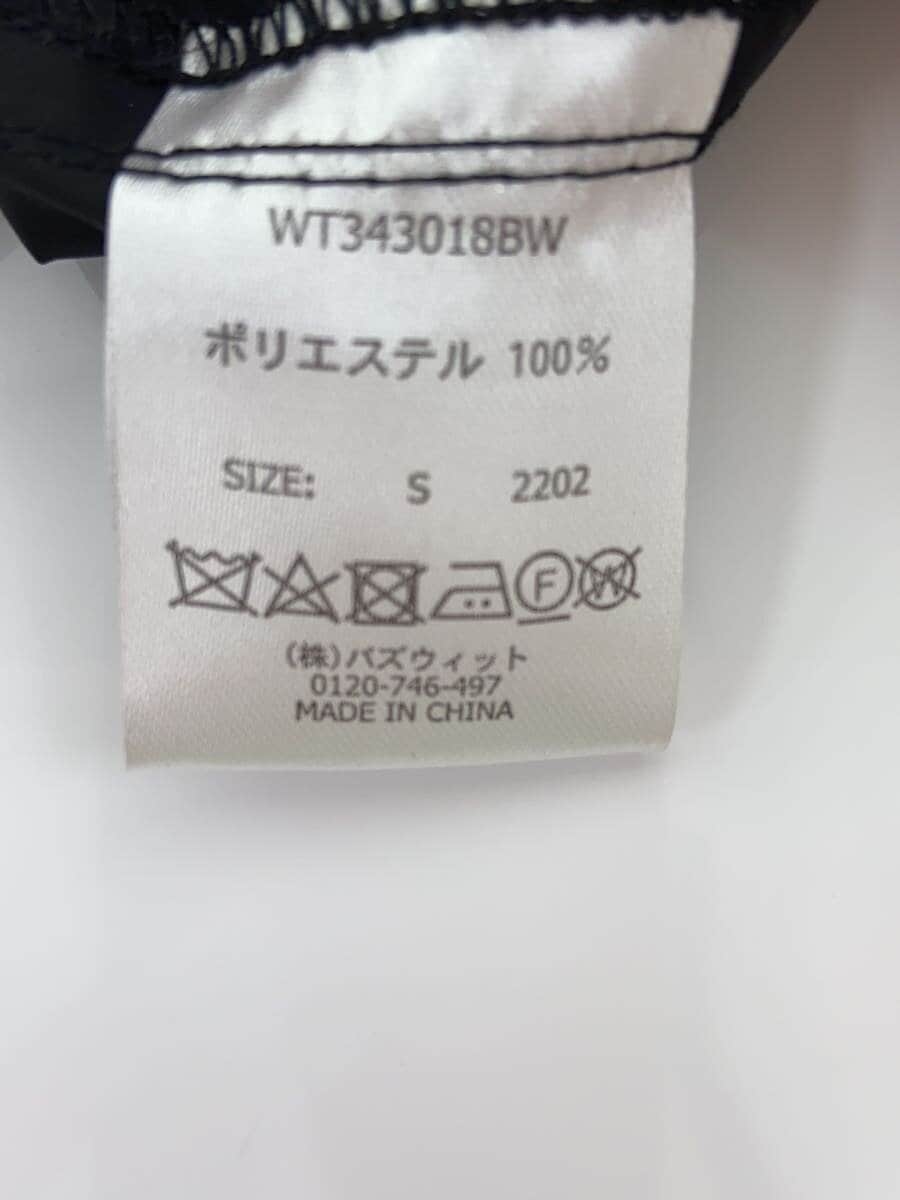 WT343018BW
ポリエステル 100%
SIZE: S 2202
F W
(株)バズウィット
0120-746-497
MADE IN CHINA